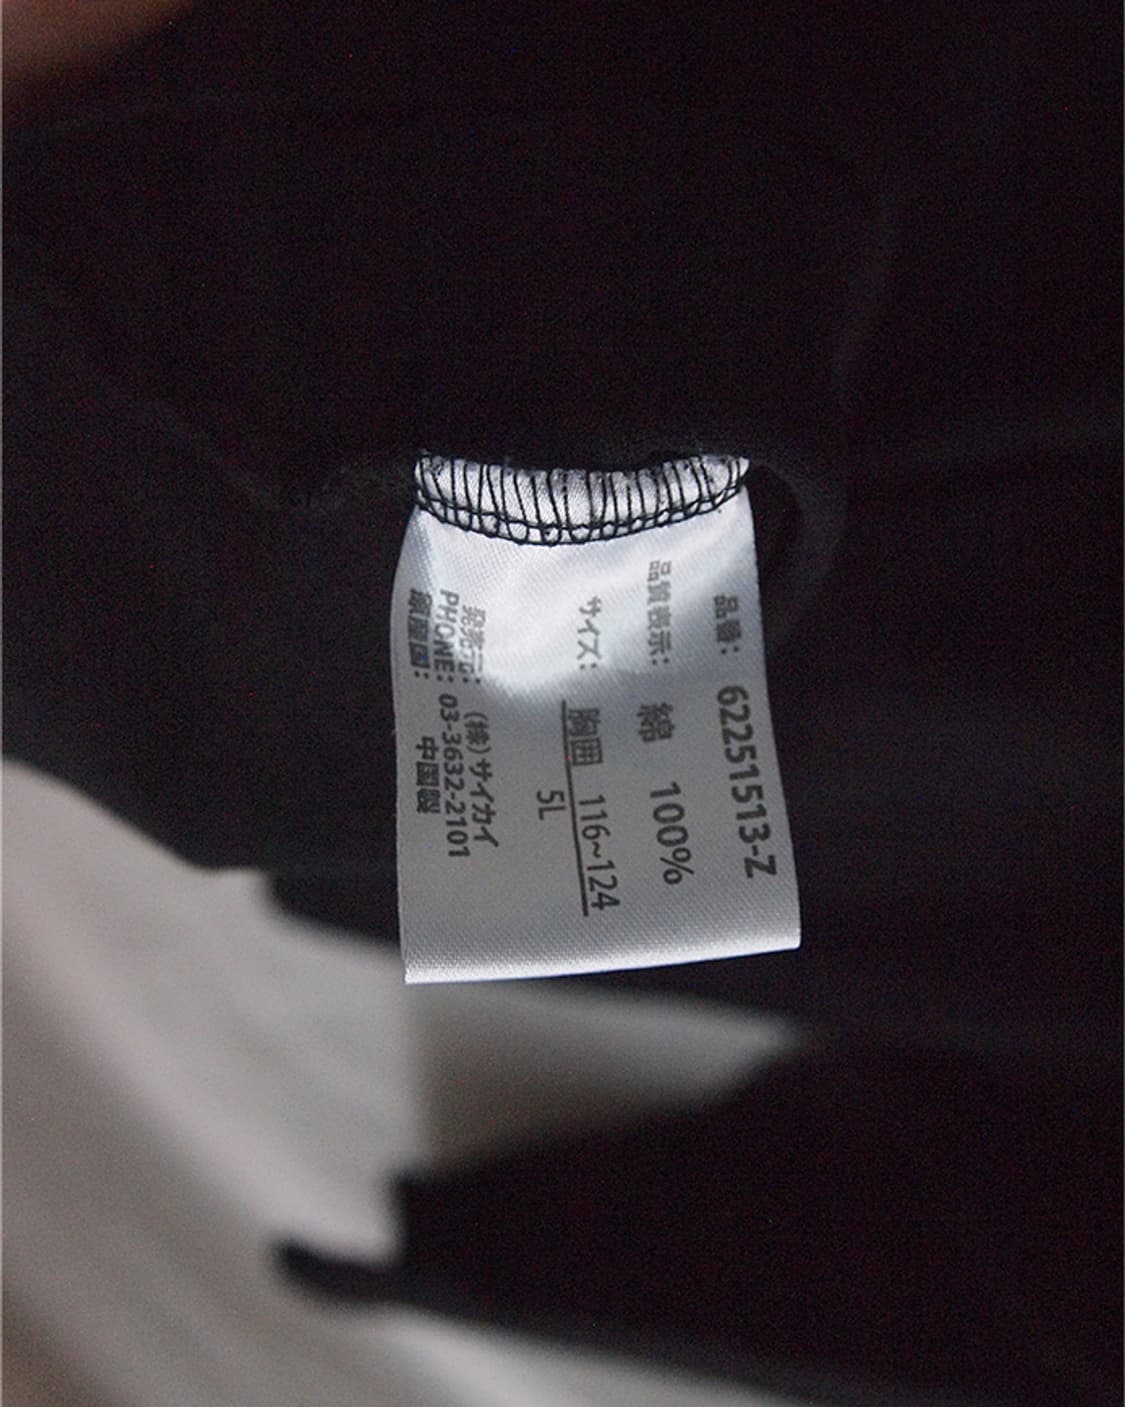 品番: 62251513-Z
品質表示: 綿 100%
サイズ: 胸囲 116~124
5L
発売元: (株)サイカイ
PHONE: 03-3632-2101
原産国: 中国製